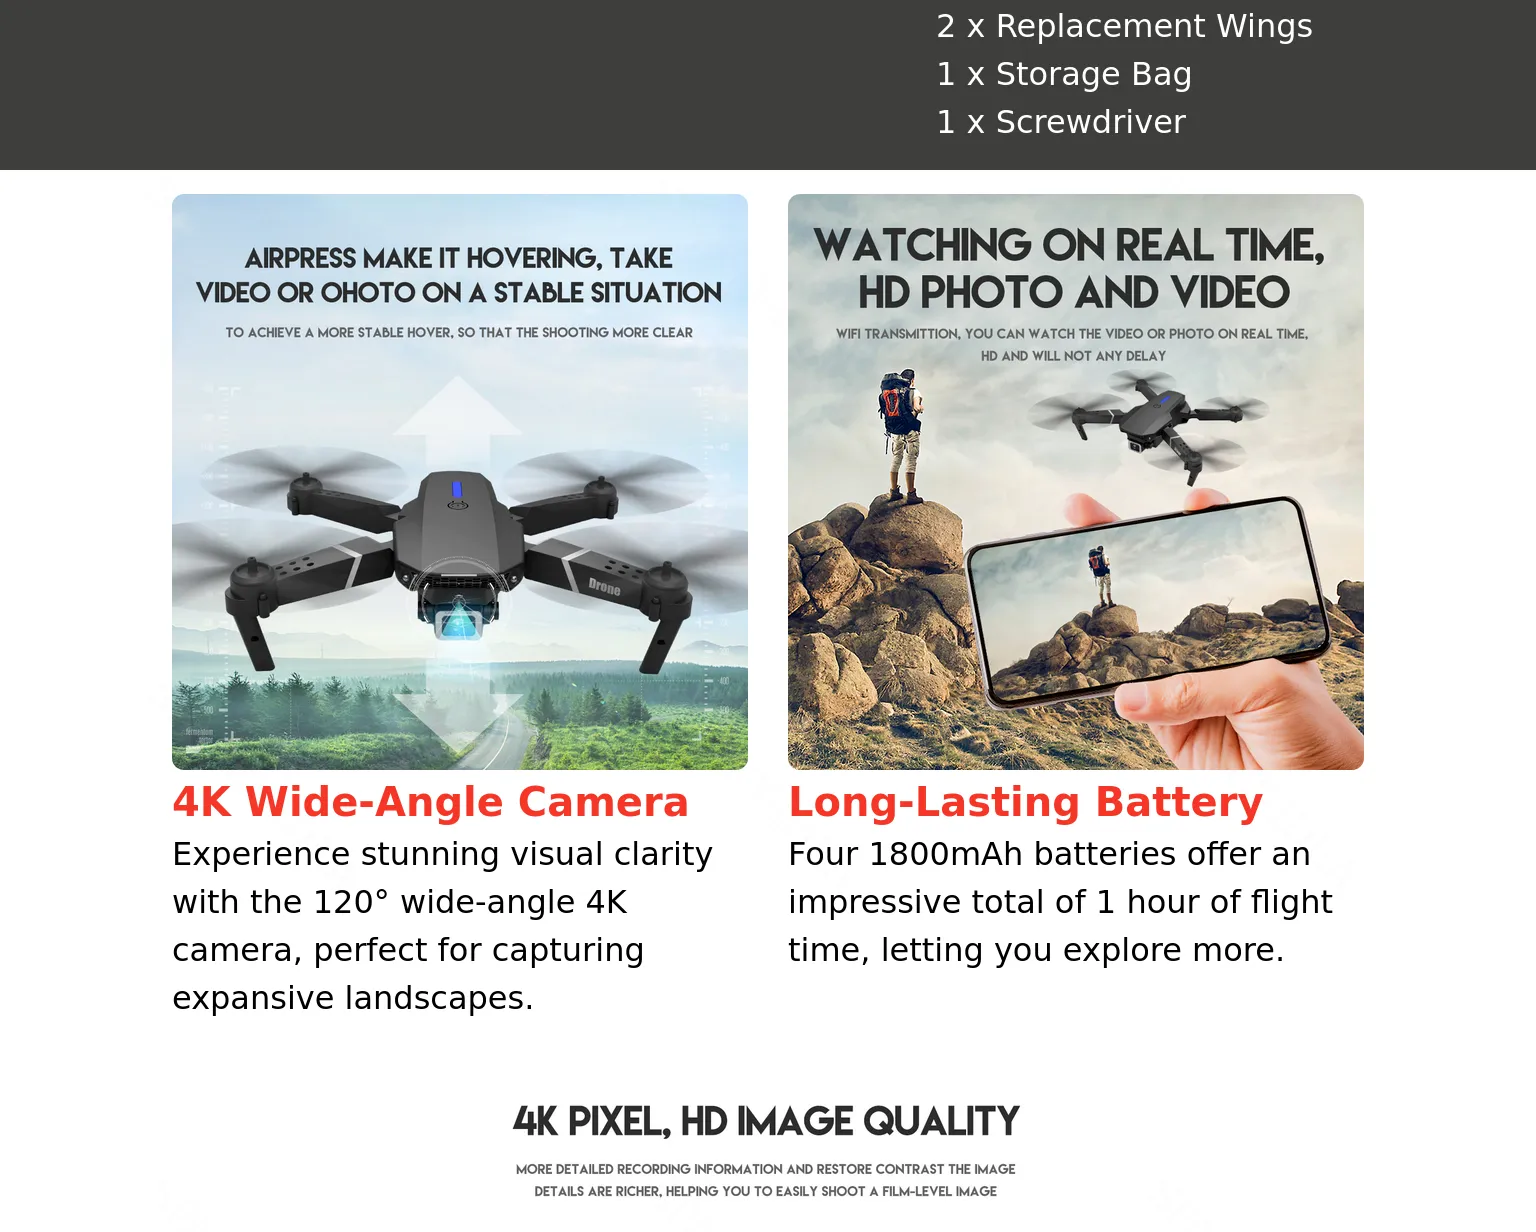 2 x Replacement Wings
1 x Storage Bag
1 x Screwdriver
AIRPRESS MAKE IT HOVERING, TAKE
VIDEO OR OHOTO ON A STABLE SITUATION
TO ACHIEVE A MORE STABLE HOVER, SO THAT THE SHOOTING MORE CLEAR
Drone
WATCHING ON REAL TIME,
HD PHOTO AND VIDEO
WIFI TRANSMITTION, YOU CAN WATCH THE VIDEO OR PHOTO ON REAL TIME,
HD AND WILL NOT ANY DELAY
4K Wide-Angle Camera
Experience stunning visual clarity
with the 120° wide-angle 4K
camera, perfect for capturing
expansive landscapes.
Long-Lasting Battery
Four 1800mAh batteries offer an
impressive total of 1 hour of flight
time, letting you explore more.
4K PIXEL, HD IMAGE QUALITY
MORE DETAILED RECORDING INFORMATION AND RESTORE CONTRAST THE IMAGE
DETAILS ARE RICHER, HELPING YOU TO EASILY SHOOT A FILM-LEVEL IMAGE